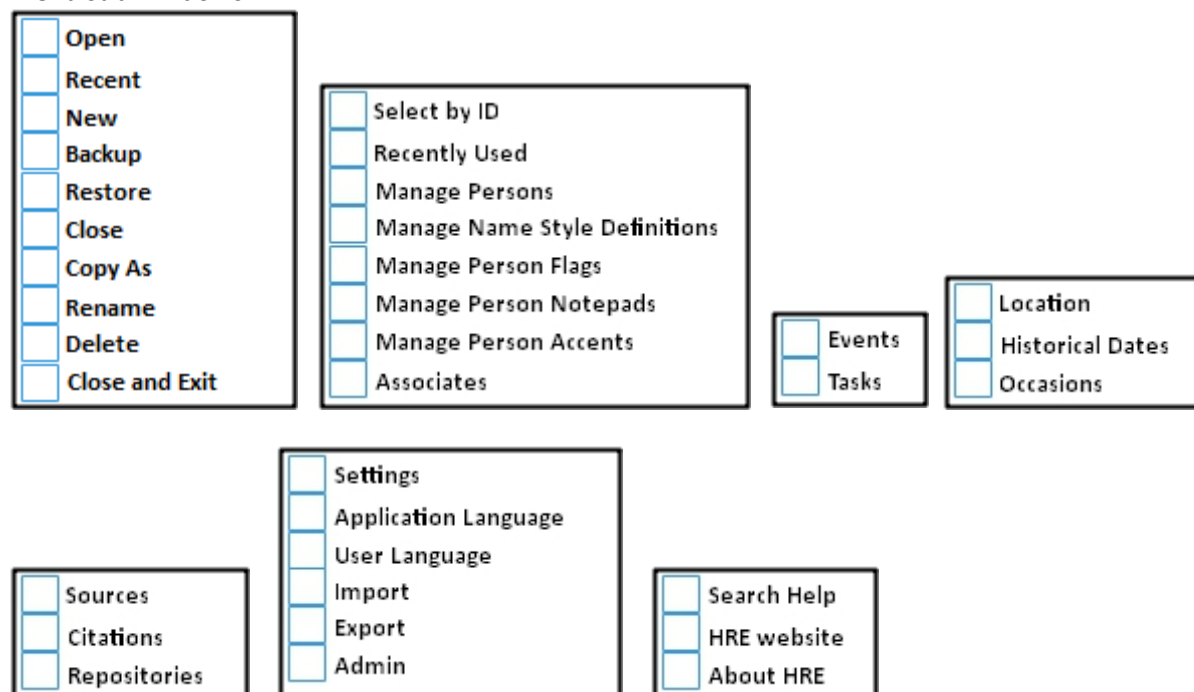 Open
Recent
New
Backup
Restore
Close
Copy As
Rename
Delete
Close and Exit
Select by ID
Recently Used
Manage Persons
Manage Name Style Definitions
Manage Person Flags
Manage Person Notepads
Manage Person Accents
Associates
Events
Tasks
Location
Historical Dates
Occasions
Sources
Citations
Repositories
Settings
Application Language
User Language
Import
Export
Admin
Search Help
HRE website
About HRE